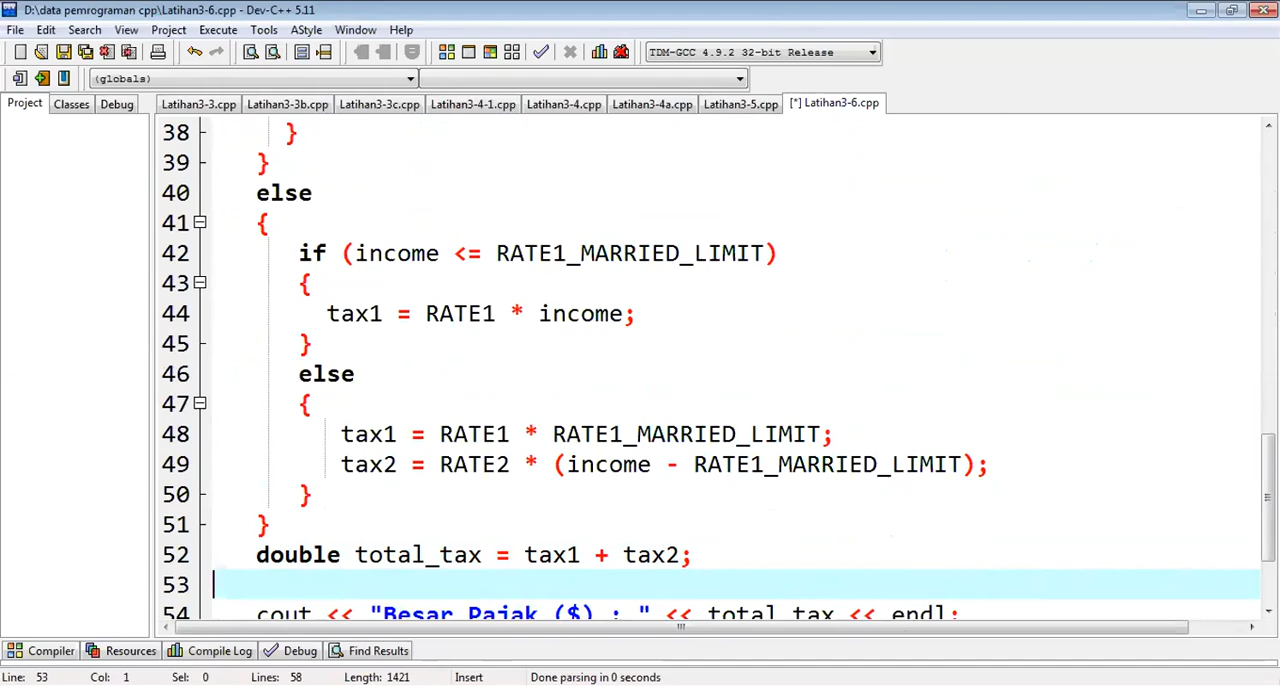 D:\data pemrograman cpp\Latihan3-6.cpp - Dev-C++ 5.11
File Edit Search View Project Execute Tools AStyle Window Help
TDM-GCC 4.9.2 32-bit Release
(globals)
Project Classes Debug Latihan3-3.cpp Latihan3-3b.cpp Latihan3-3c.cpp Latihan3-4-1.cpp Latihan3-4.cpp Latihan3-4a.cpp Latihan3-5.cpp [*] Latihan3-6.cpp
38 }
39 }
40 else
41 {
42 if (income <= RATE1_MARRIED_LIMIT)
43 {
44 tax1 = RATE1 * income;
45 }
46 else
47 {
48 tax1 = RATE1 * RATE1_MARRIED_LIMIT;
49 tax2 = RATE2 * (income - RATE1_MARRIED_LIMIT);
50 }
51 }
52 double total_tax = tax1 + tax2;
53
54 cout << "Besar Pajak ($) : " << total_tax << endl;
Compiler Resources Compile Log Debug Find Results
Line: 53 Col: 1 Sel: 0 Lines: 58 Length: 1421 Insert Done parsing in 0 seconds